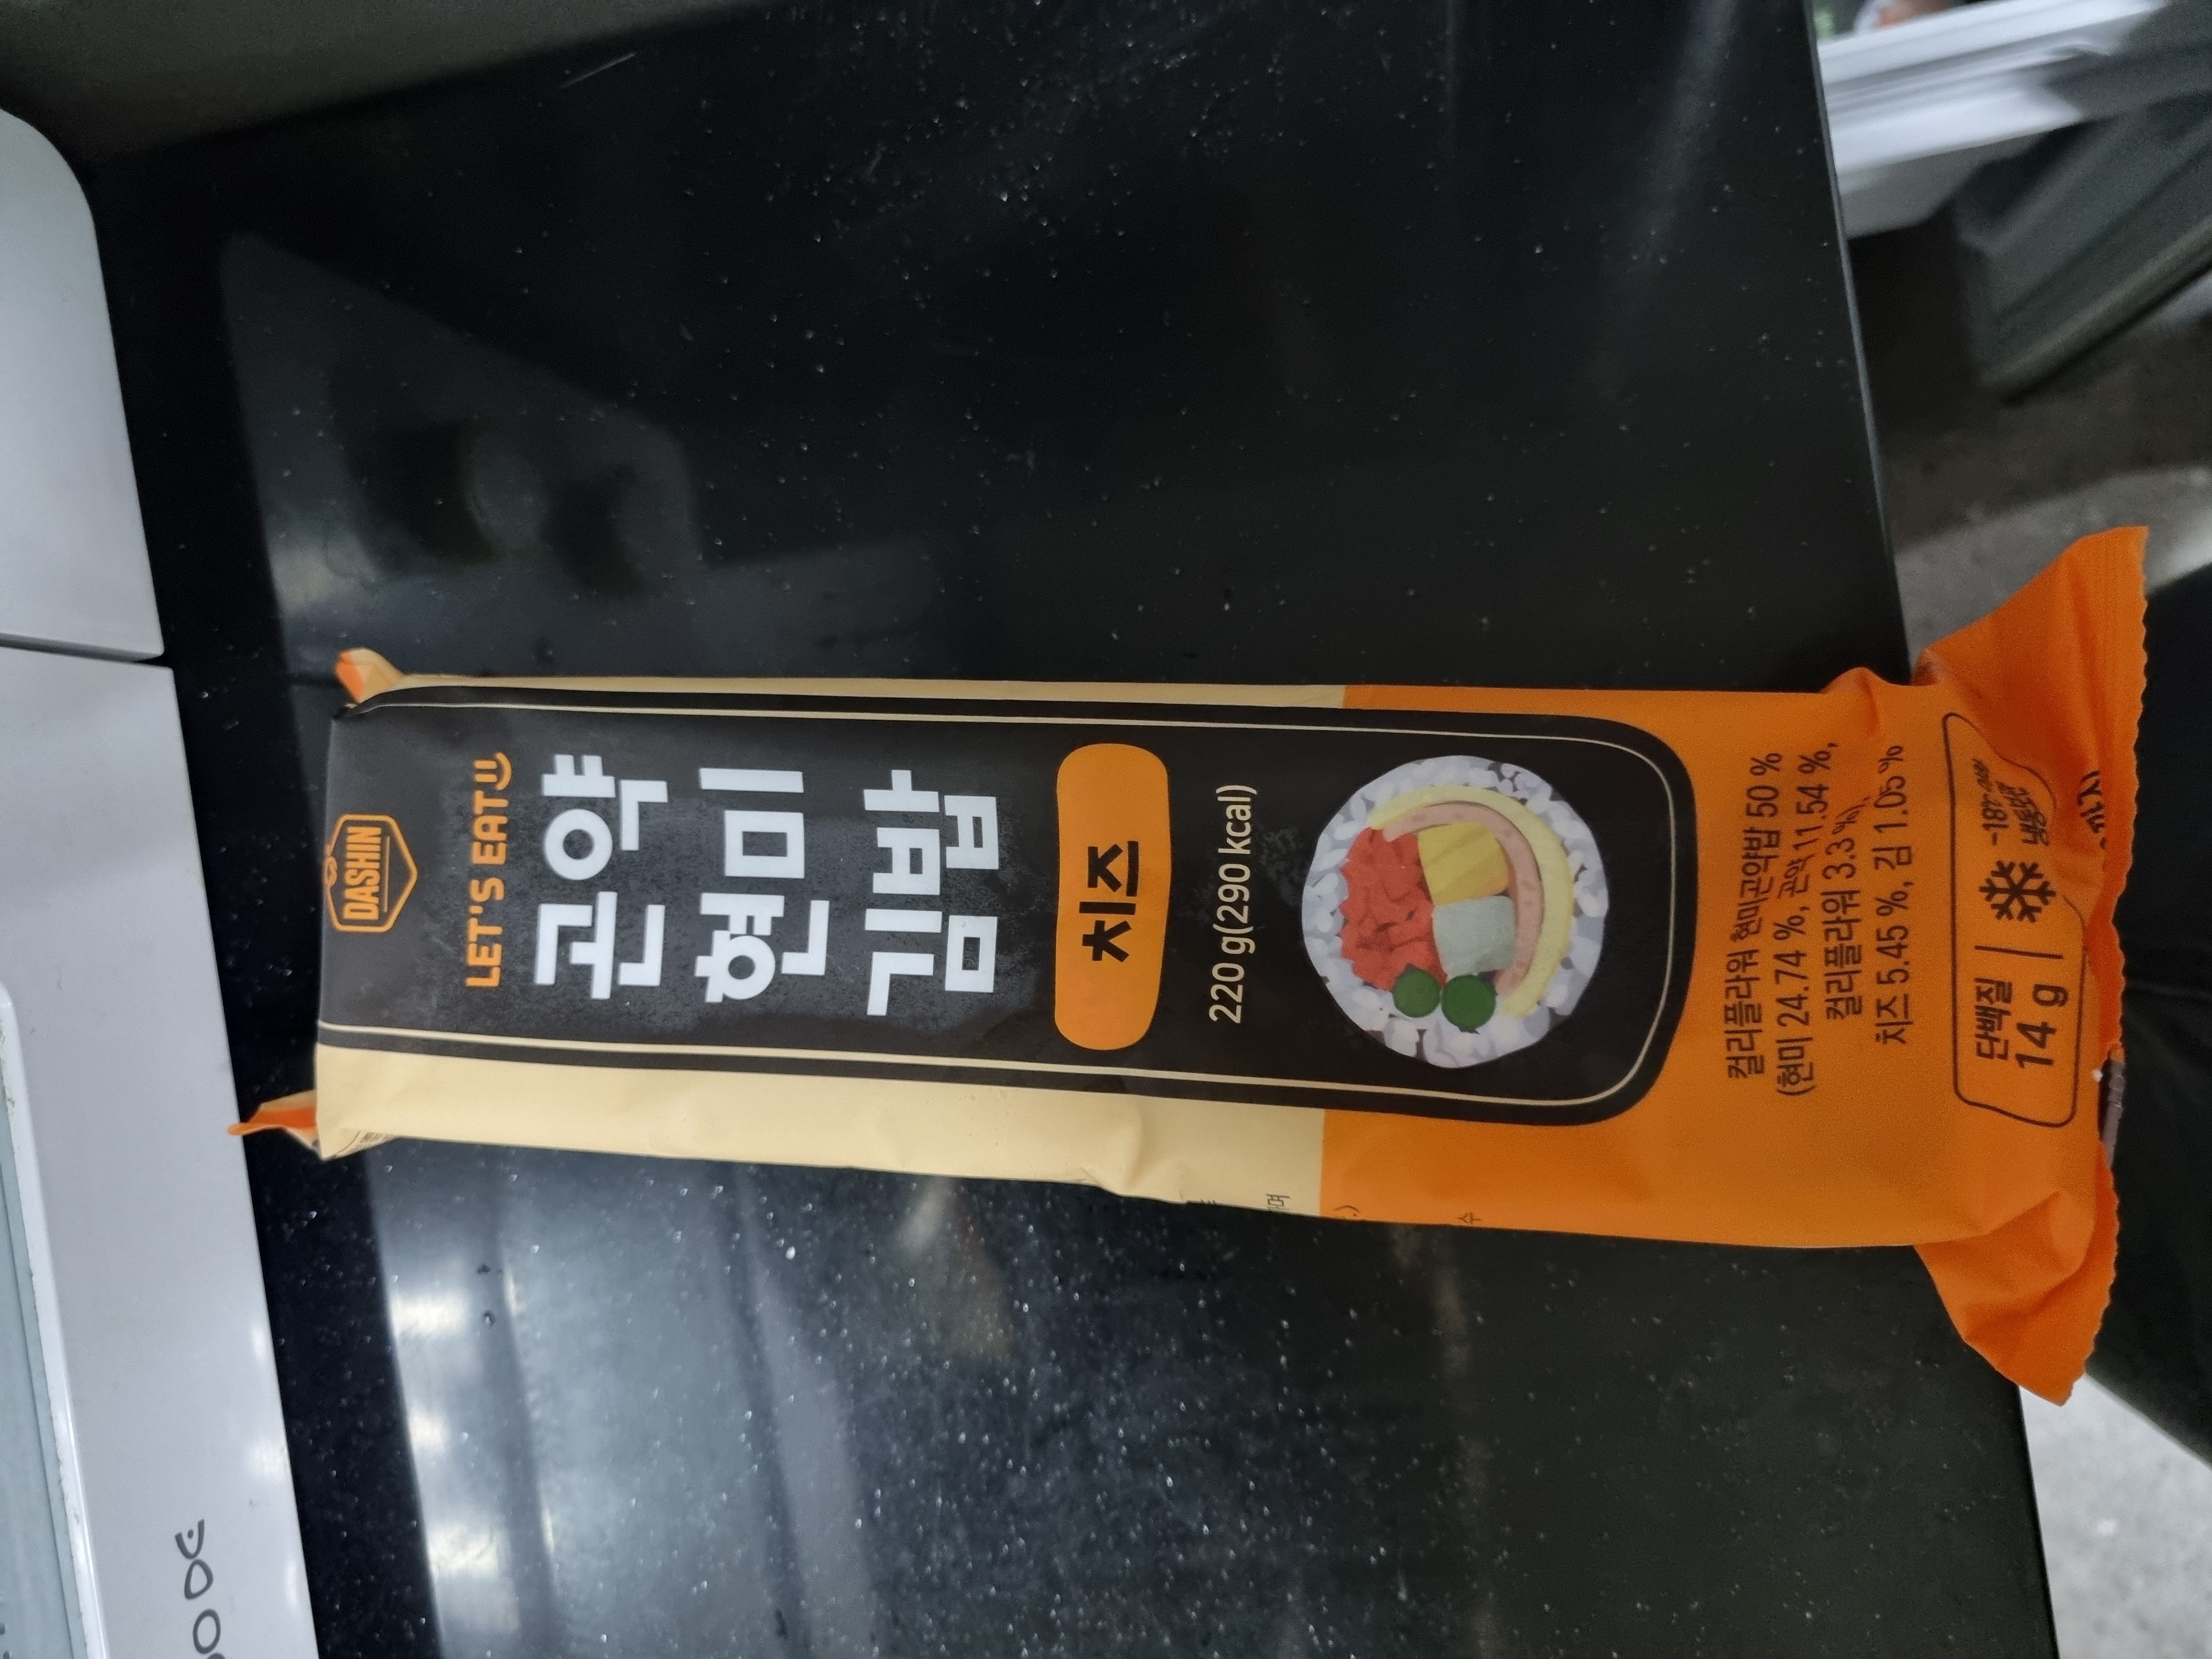 DASHIN
LET'S EAT
곤약
현미
김밥
치즈
220 g(290 kcal)
컬리플라워 현미곤약밥 50 %
(현미 24.74 %, 곤약 11.54 %,
컬리플라워 3.3 %),
치즈 5.45 %, 김 1.05 %
단백질
14 g
-18℃ 이하
냉동보관